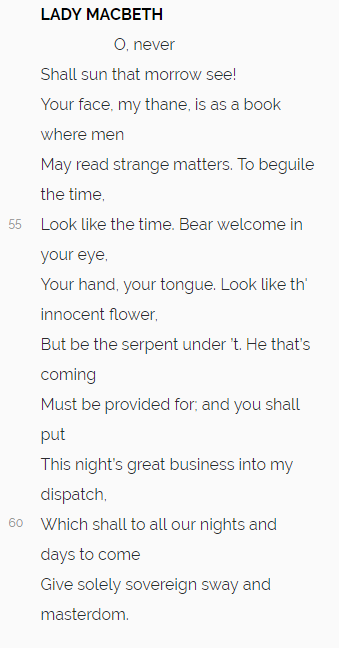 LADY MACBETH
O, never
Shall sun that morrow see!
Your face, my thane, is as a book
where men
May read strange matters. To beguile
the time,
55 Look like the time. Bear welcome in
your eye,
Your hand, your tongue. Look like th'
innocent flower,
But be the serpent under 't. He that's
coming
Must be provided for; and you shall
put
This night's great business into my
dispatch,
60 Which shall to all our nights and
days to come
Give solely sovereign sway and
masterdom.